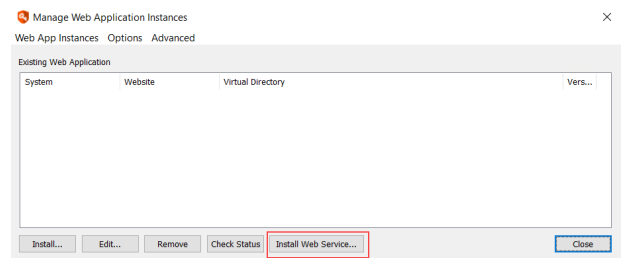 Manage Web Application Instances
Web App Instances Options Advanced
Existing Web Application
System Website Virtual Directory Vers...
Install... Edit... Remove Check Status Install Web Service... Close